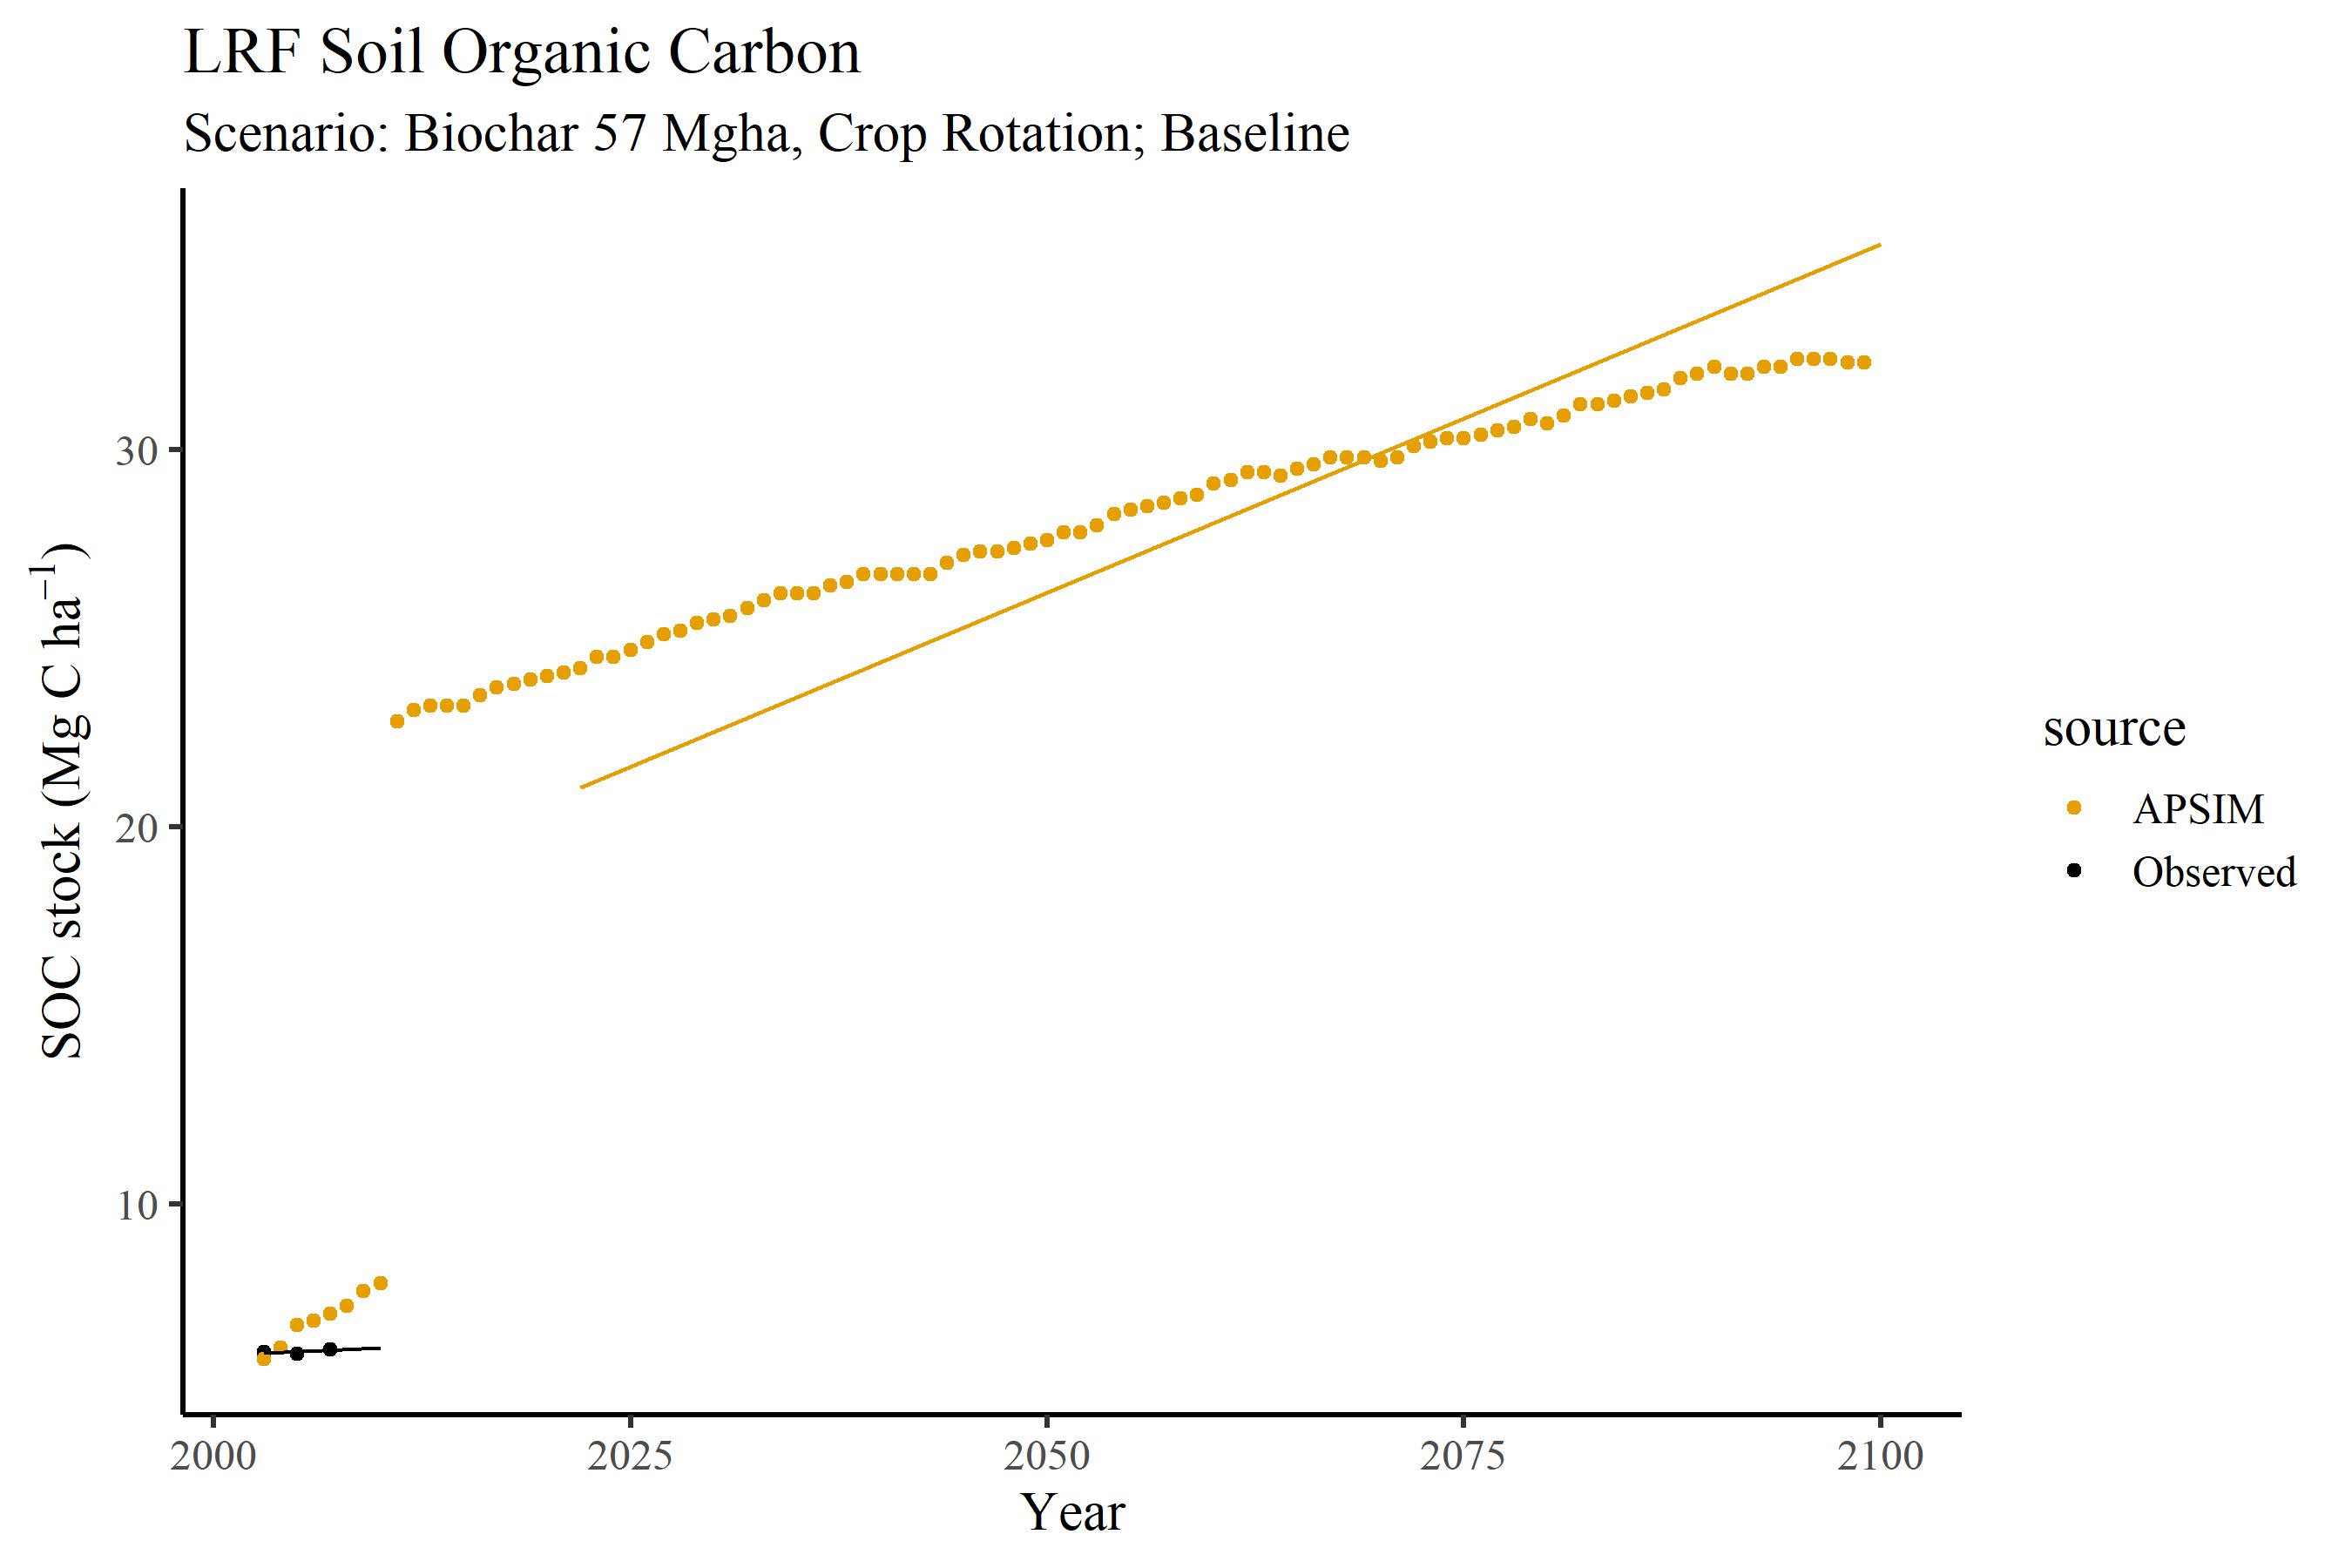 LRF Soil Organic Carbon
Scenario: Biochar 57 Mgha, Crop Rotation; Baseline
SOC stock (Mg C ha⁻¹)
30
20
10
2000 2025 2050 2075 2100
Year
source
APSIM
Observed